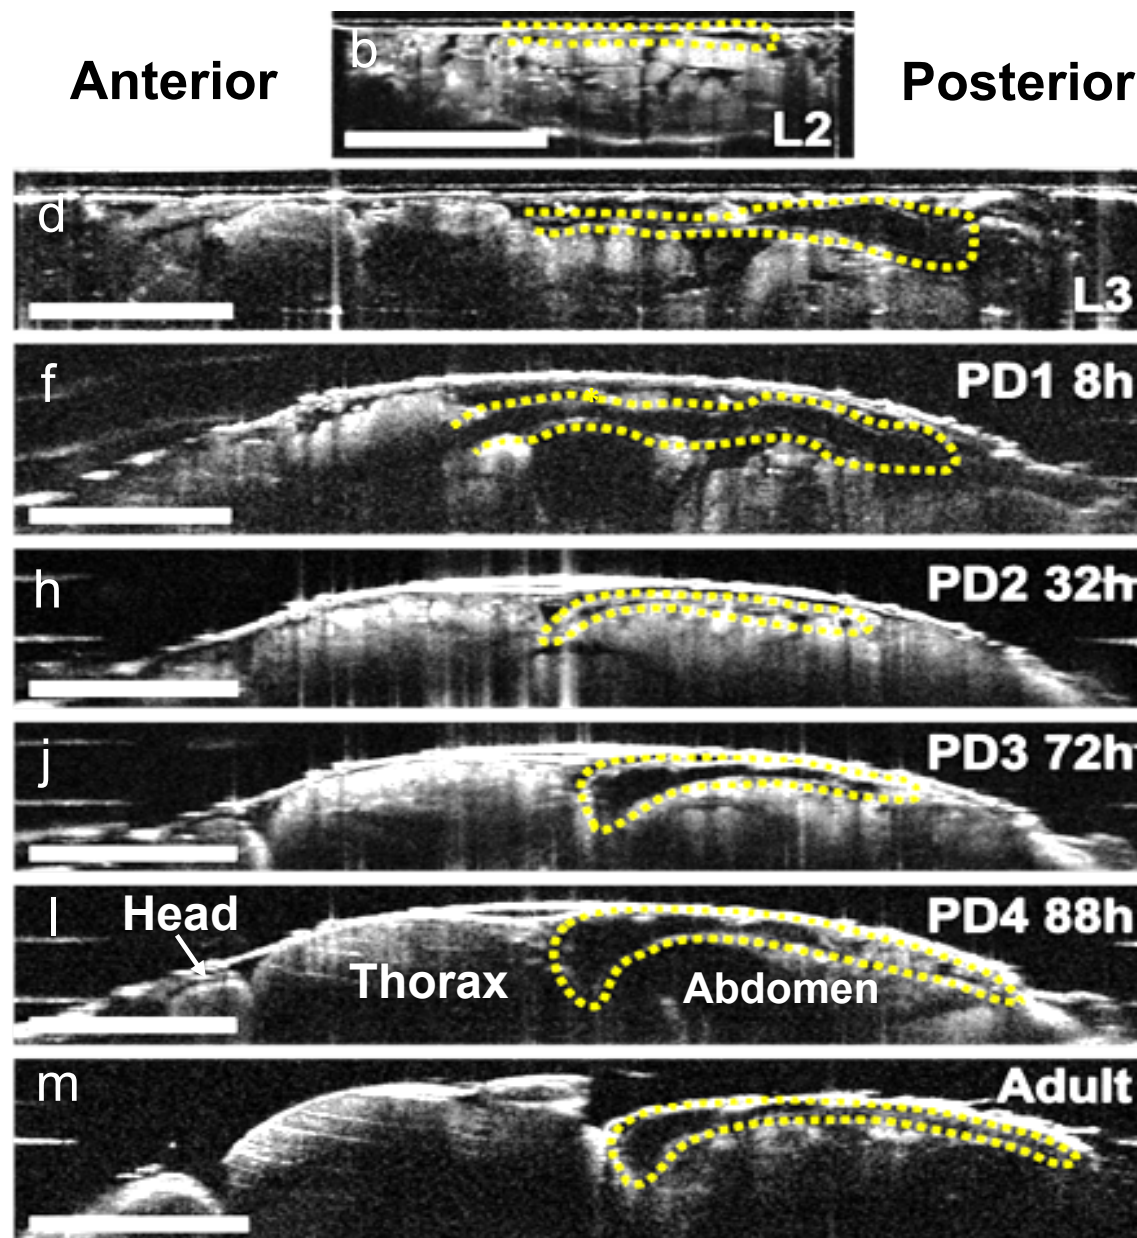 Anterior
b
Posterior
L2
d
L3
f
PD1 8h
h
PD2 32h
j
PD3 72h
l
PD4 88h
Head
Thorax
Abdomen
m
Adult